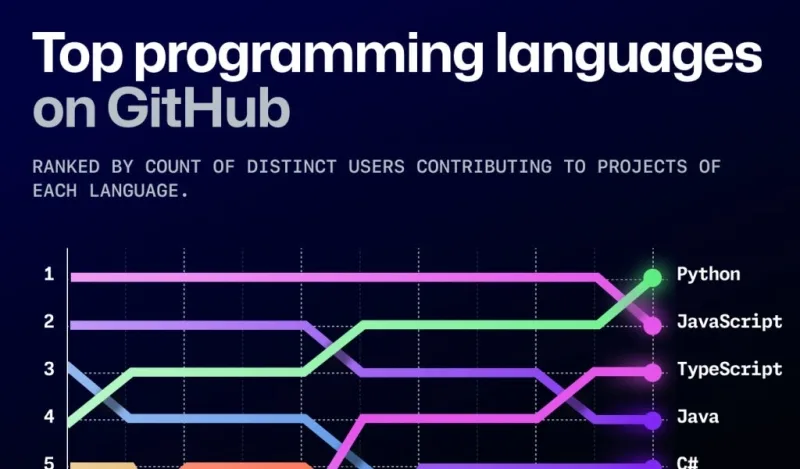 Top programming languages
on GitHub
RANKED BY COUNT OF DISTINCT USERS CONTRIBUTING TO PROJECTS OF
EACH LANGUAGE.
1 Python
2 JavaScript
3 TypeScript
4 Java
5 C#